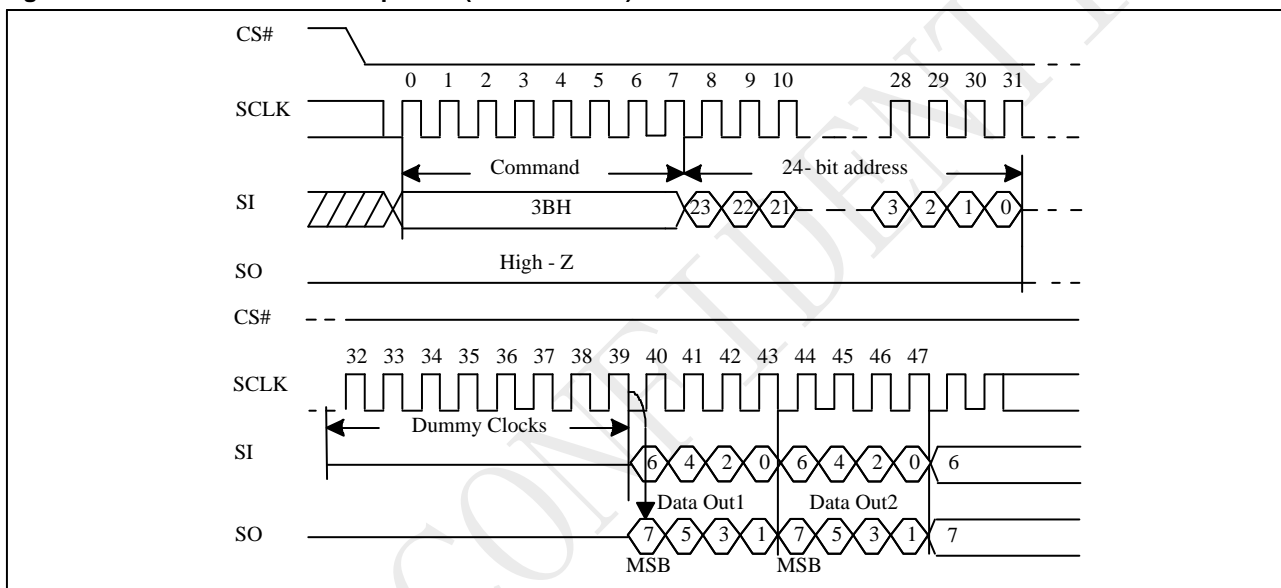 CS#
0 1 2 3 4 5 6 7 8 9 10 28 29 30 31
SCLK
Command 24- bit address
SI 3BH 23 22 21 3 2 1 0
High - Z
SO
CS#
32 33 34 35 36 37 38 39 40 41 42 43 44 45 46 47
SCLK
Dummy Clocks
SI 6 4 2 0 6 4 2 0 6
Data Out1 Data Out2
SO 7 5 3 1 7 5 3 1 7
MSB MSB